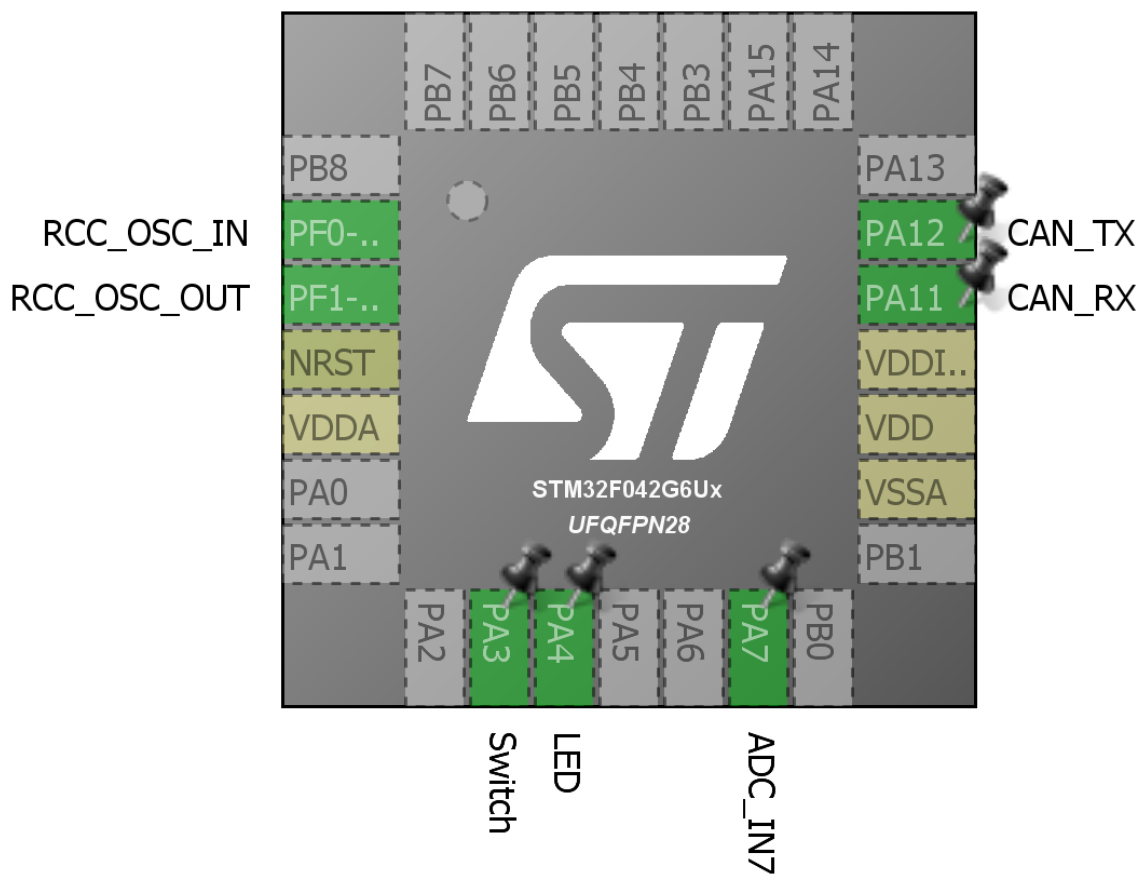 PB7
PB6
PB5
PB4
PB3
PA15
PA14
PB8
PA13
RCC_OSC_IN
PF0-..
PA12
CAN_TX
RCC_OSC_OUT
PF1-..
PA11
CAN_RX
NRST
VDDI..
VDDA
VDD
PA0
VSSA
PA1
PB1
ST
STM32F042G6Ux
UFQFPN28
PA2
PA3
PA4
PA5
PA6
PA7
PB0
Switch
LED
ADC_IN7